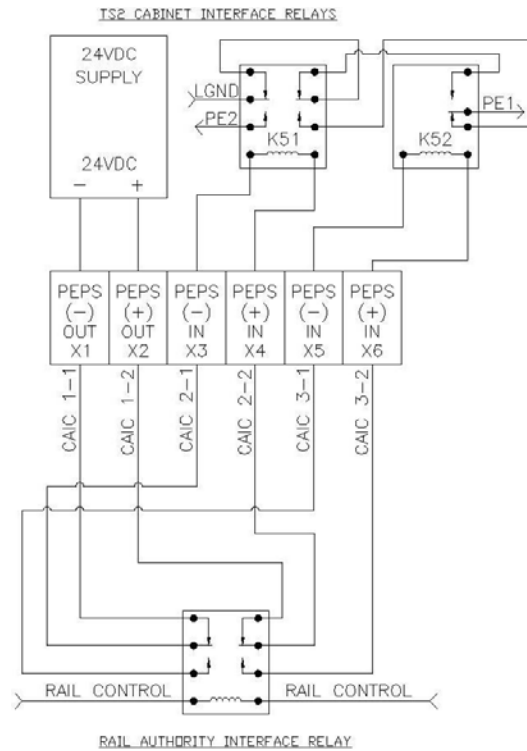 TS2 CABINET INTERFACE RELAYS
24VDC
SUPPLY
24VDC
− +
LGND
PE2
K51
K52
PE1
PEPS
(−)
OUT
X1
PEPS
(+)
OUT
X2
PEPS
(−)
IN
X3
PEPS
(+)
IN
X4
PEPS
(−)
IN
X5
PEPS
(+)
IN
X6
CAIC 1−1
CAIC 1−2
CAIC 2−1
CAIC 2−2
CAIC 3−1
CAIC 3−2
RAIL CONTROL
RAIL CONTROL
RAIL AUTHORITY INTERFACE RELAY